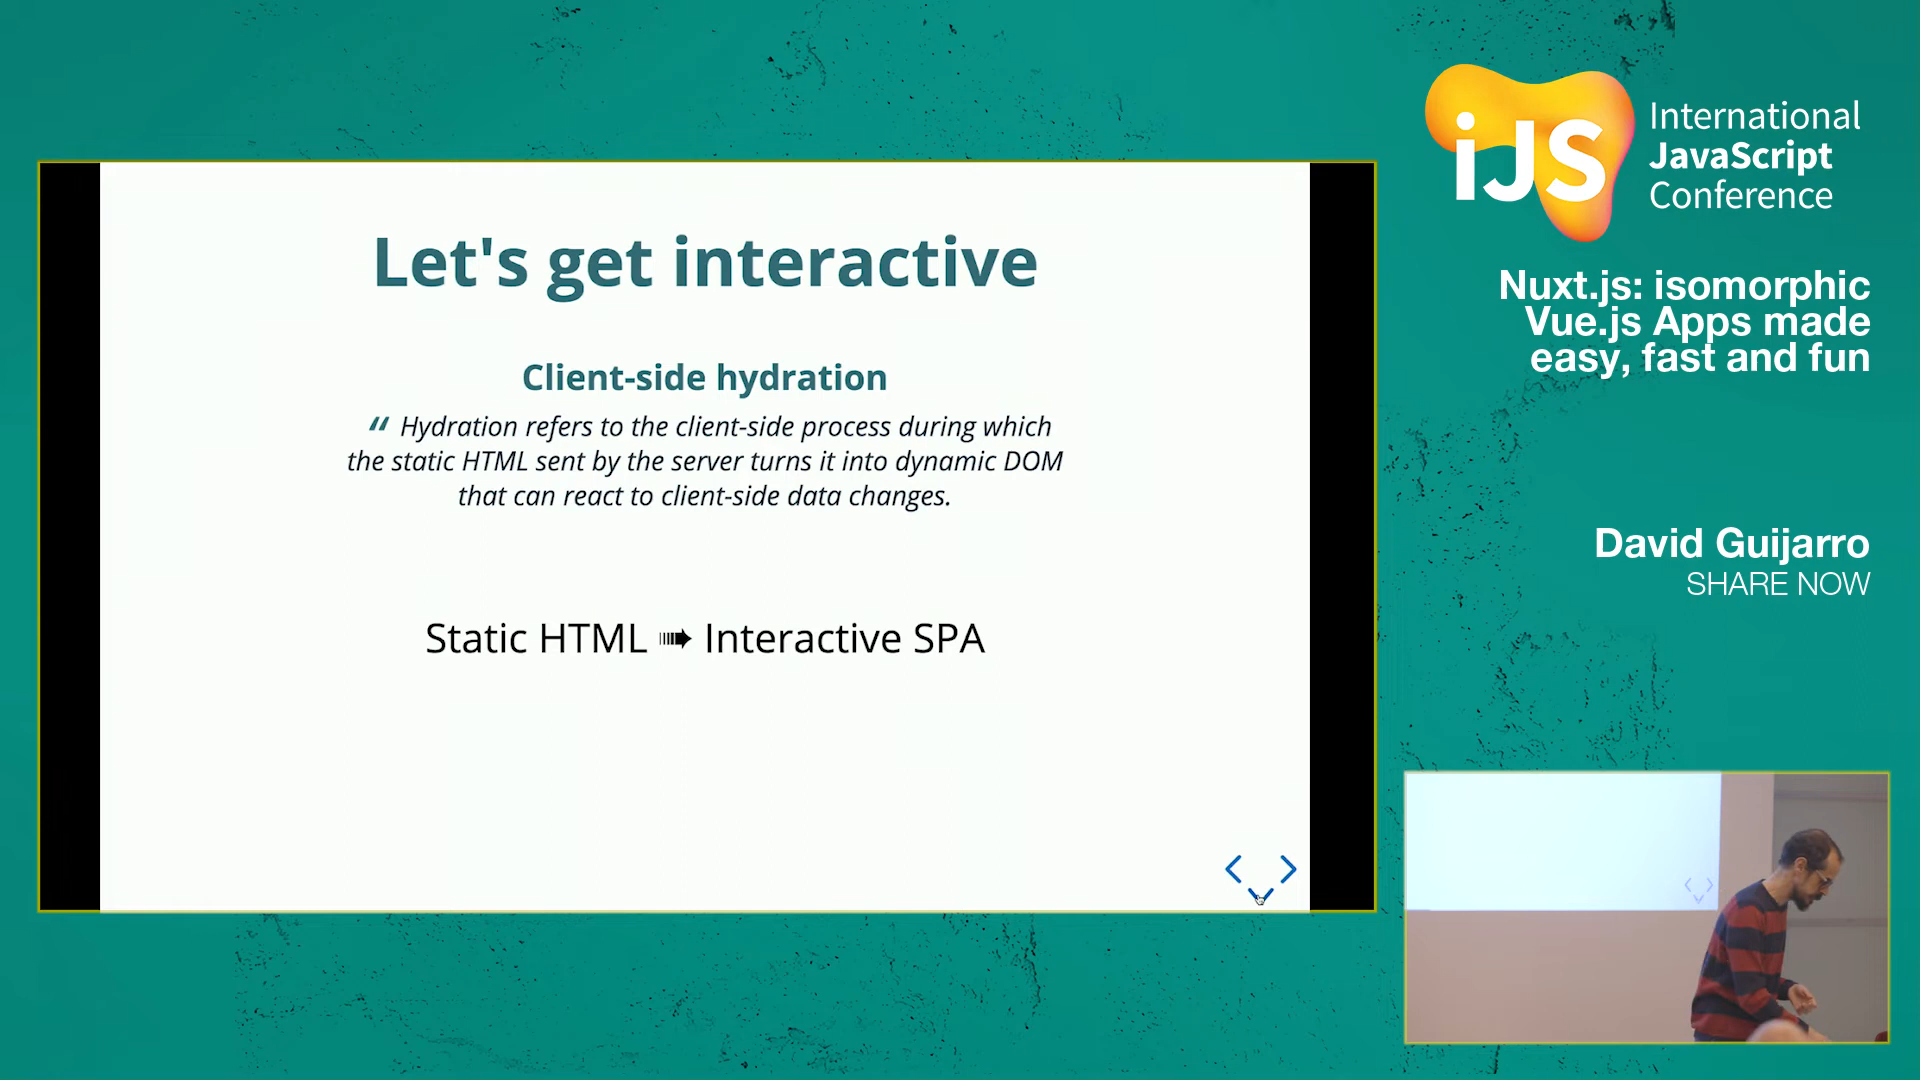 Let's get interactive
Client-side hydration
“ Hydration refers to the client-side process during which
the static HTML sent by the server turns it into dynamic DOM
that can react to client-side data changes.
Static HTML ➠ Interactive SPA
iJS
International
JavaScript
Conference
Nuxt.js: isomorphic
Vue.js Apps made
easy, fast and fun
David Guijarro
SHARE NOW